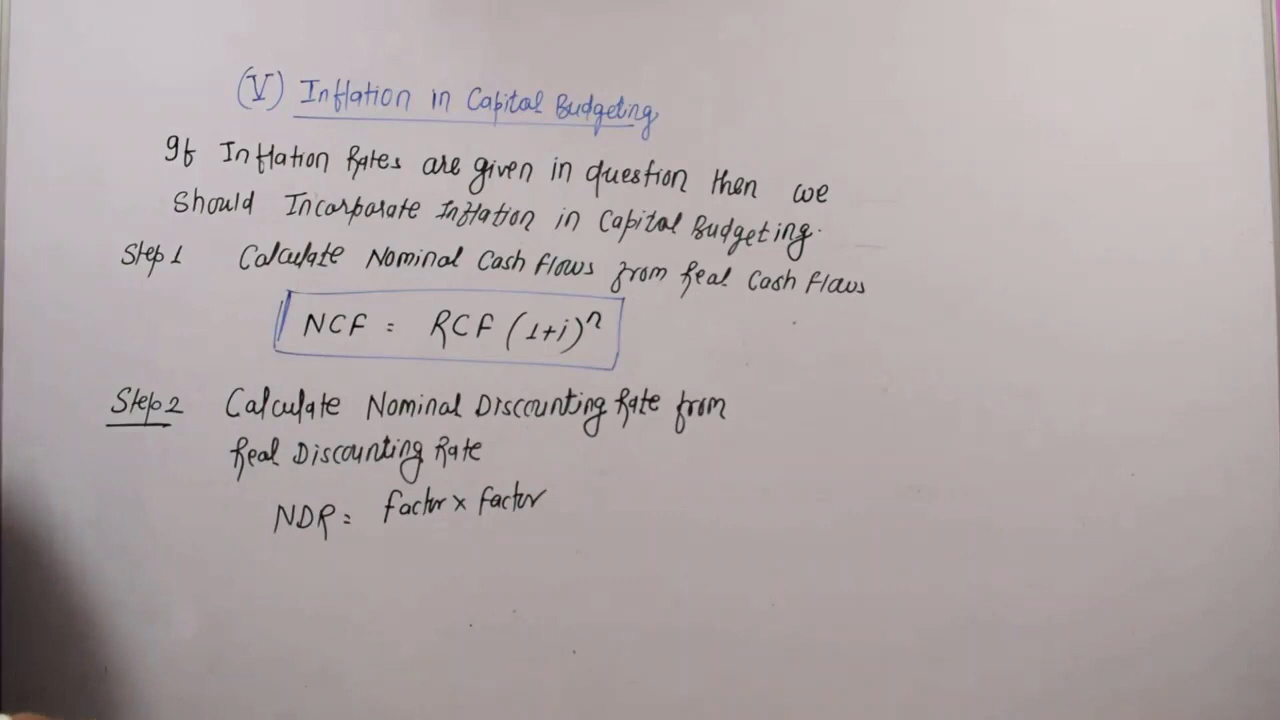 (V) Inflation in Capital Budgeting
If Inflation Rates are given in question then we
should Incorporate Inflation in Capital Budgeting.
Step 1 Calculate Nominal Cash flows from Real Cash flows
NCF = RCF (1+i)^n
Step 2 Calculate Nominal Discounting Rate from
Real Discounting Rate
NDR = factor x factor